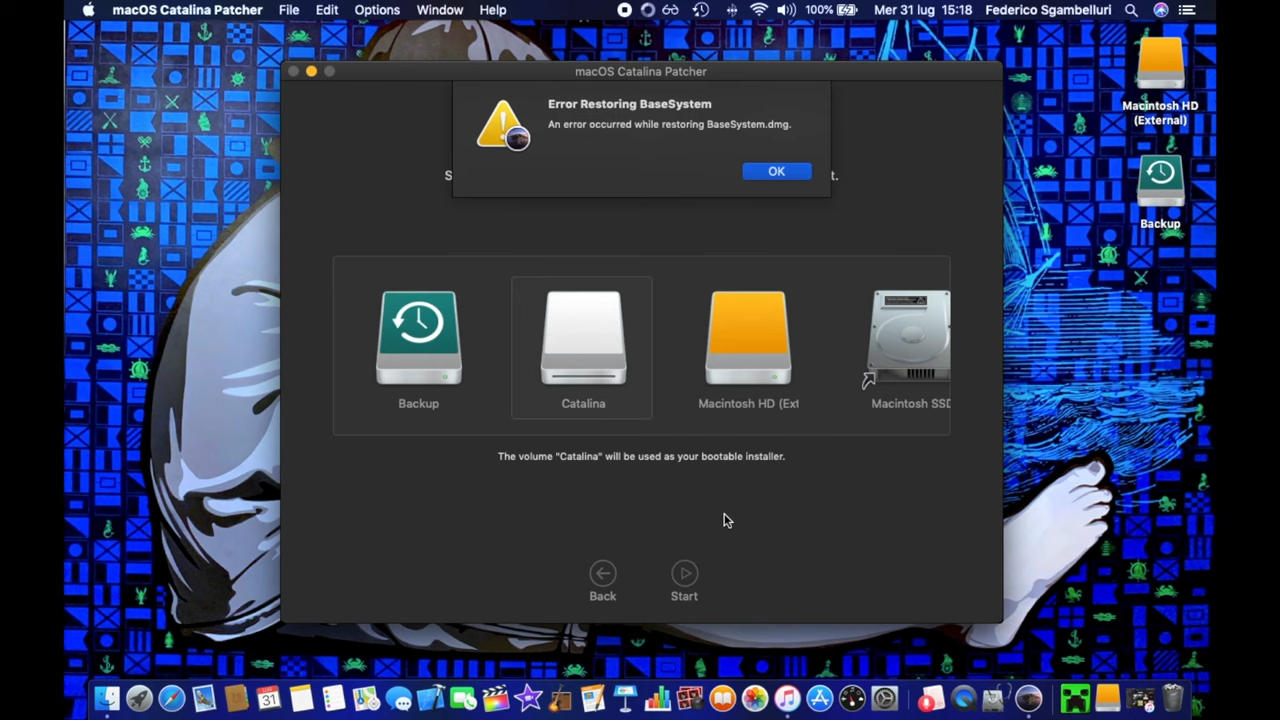 macOS Catalina Patcher File Edit Options Window Help 100% Mer 31 lug 15:18 Federico Sgambelluri
macOS Catalina Patcher
Error Restoring BaseSystem
An error occurred while restoring BaseSystem.dmg.
OK
S t.
Macintosh HD
(External)
Backup
Backup Catalina Macintosh HD (Ext Macintosh SSD
The volume "Catalina" will be used as your bootable installer.
Back Start
31